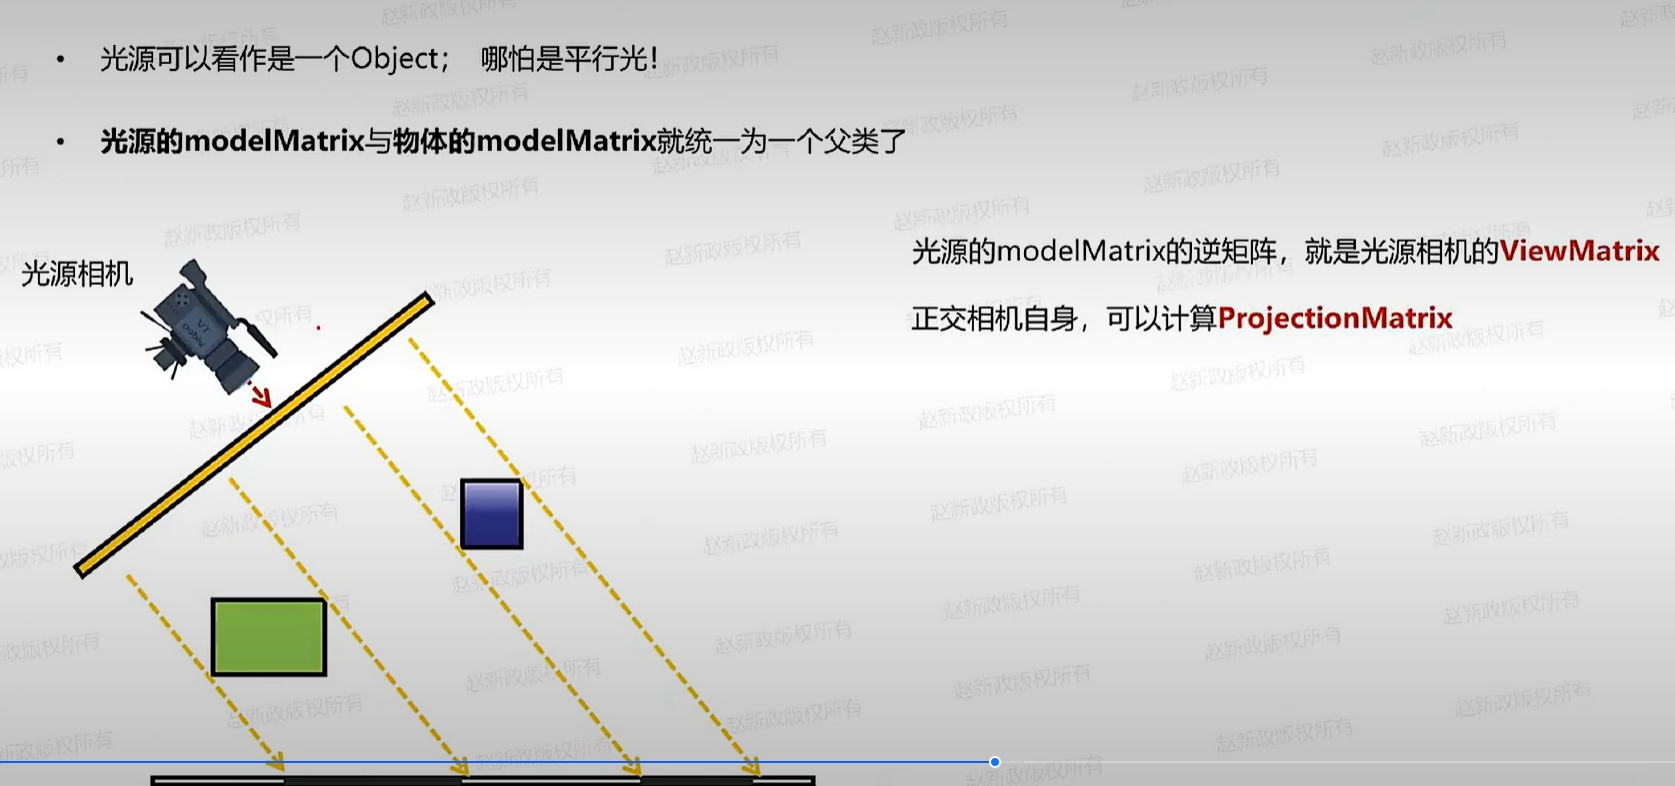 • 光源可以看作是一个Object； 哪怕是平行光！
• 光源的modelMatrix与物体的modelMatrix就统一为一个父类了
光源相机
光源的modelMatrix的逆矩阵，就是光源相机的ViewMatrix
正交相机自身，可以计算ProjectionMatrix
赵新政版权所有